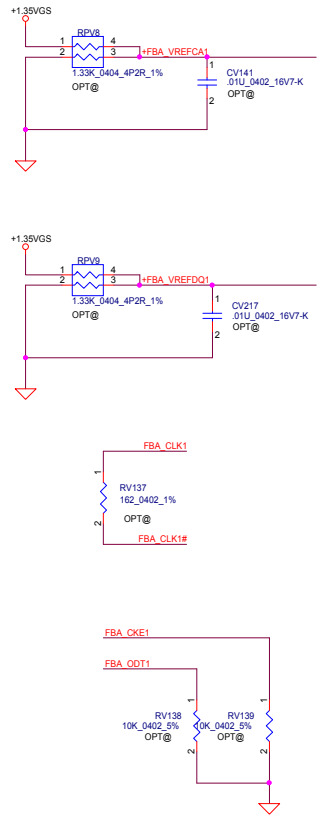 +1.35VGS
RPV8
1 4
2 3
+FBA_VREFCA1
1.33K_0404_4P2R_1%
OPT@
1
CV141
.01U_0402_16V7-K
OPT@
2
+1.35VGS
RPV9
1 4
2 3
+FBA_VREFDQ1
1.33K_0404_4P2R_1%
OPT@
1
CV217
.01U_0402_16V7-K
OPT@
2
FBA_CLK1
1
RV137
162_0402_1%
OPT@
2
FBA_CLK1#
FBA_CKE1
FBA_ODT1
1 1
RV138 RV139
10K_0402_5% 10K_0402_5%
OPT@ OPT@
2 2